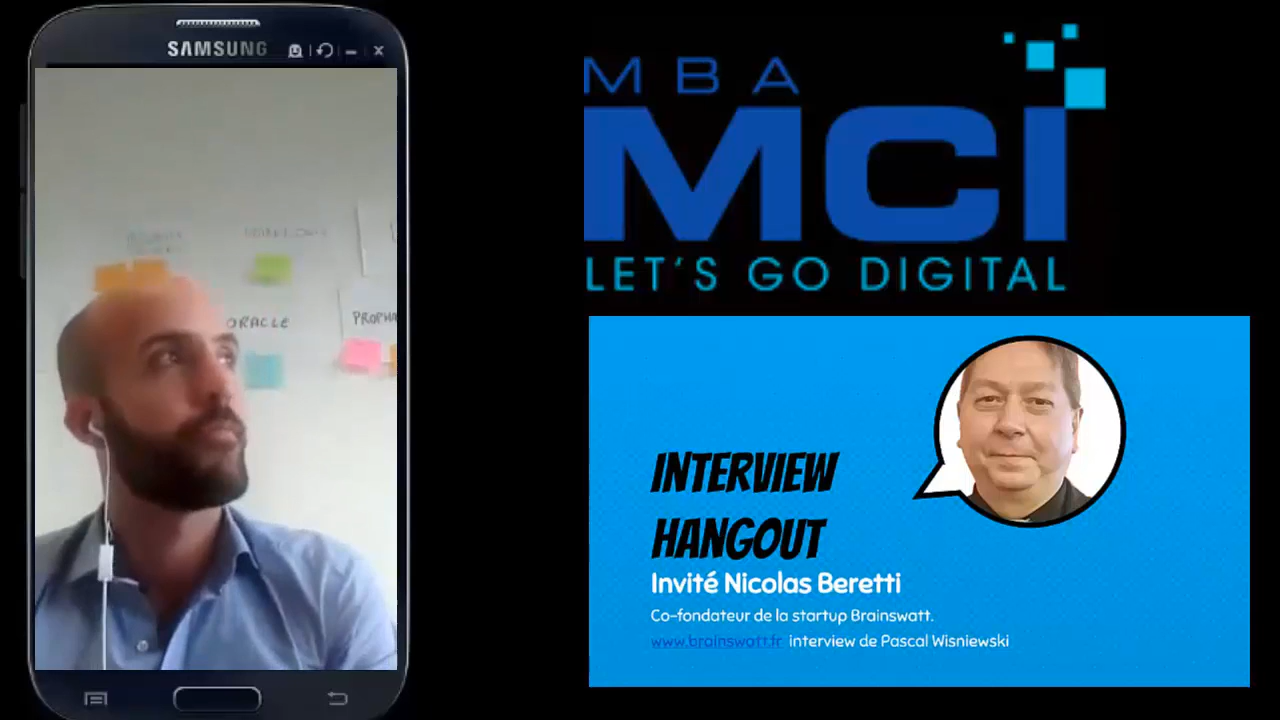 SAMSUNG
ORACLE
MBA
MCI
LET'S GO DIGITAL
INTERVIEW
HANGOUT
Invité Nicolas Beretti
Co-fondateur de la startup Brainswatt.
www.brainswatt.fr interview de Pascal Wisniewski